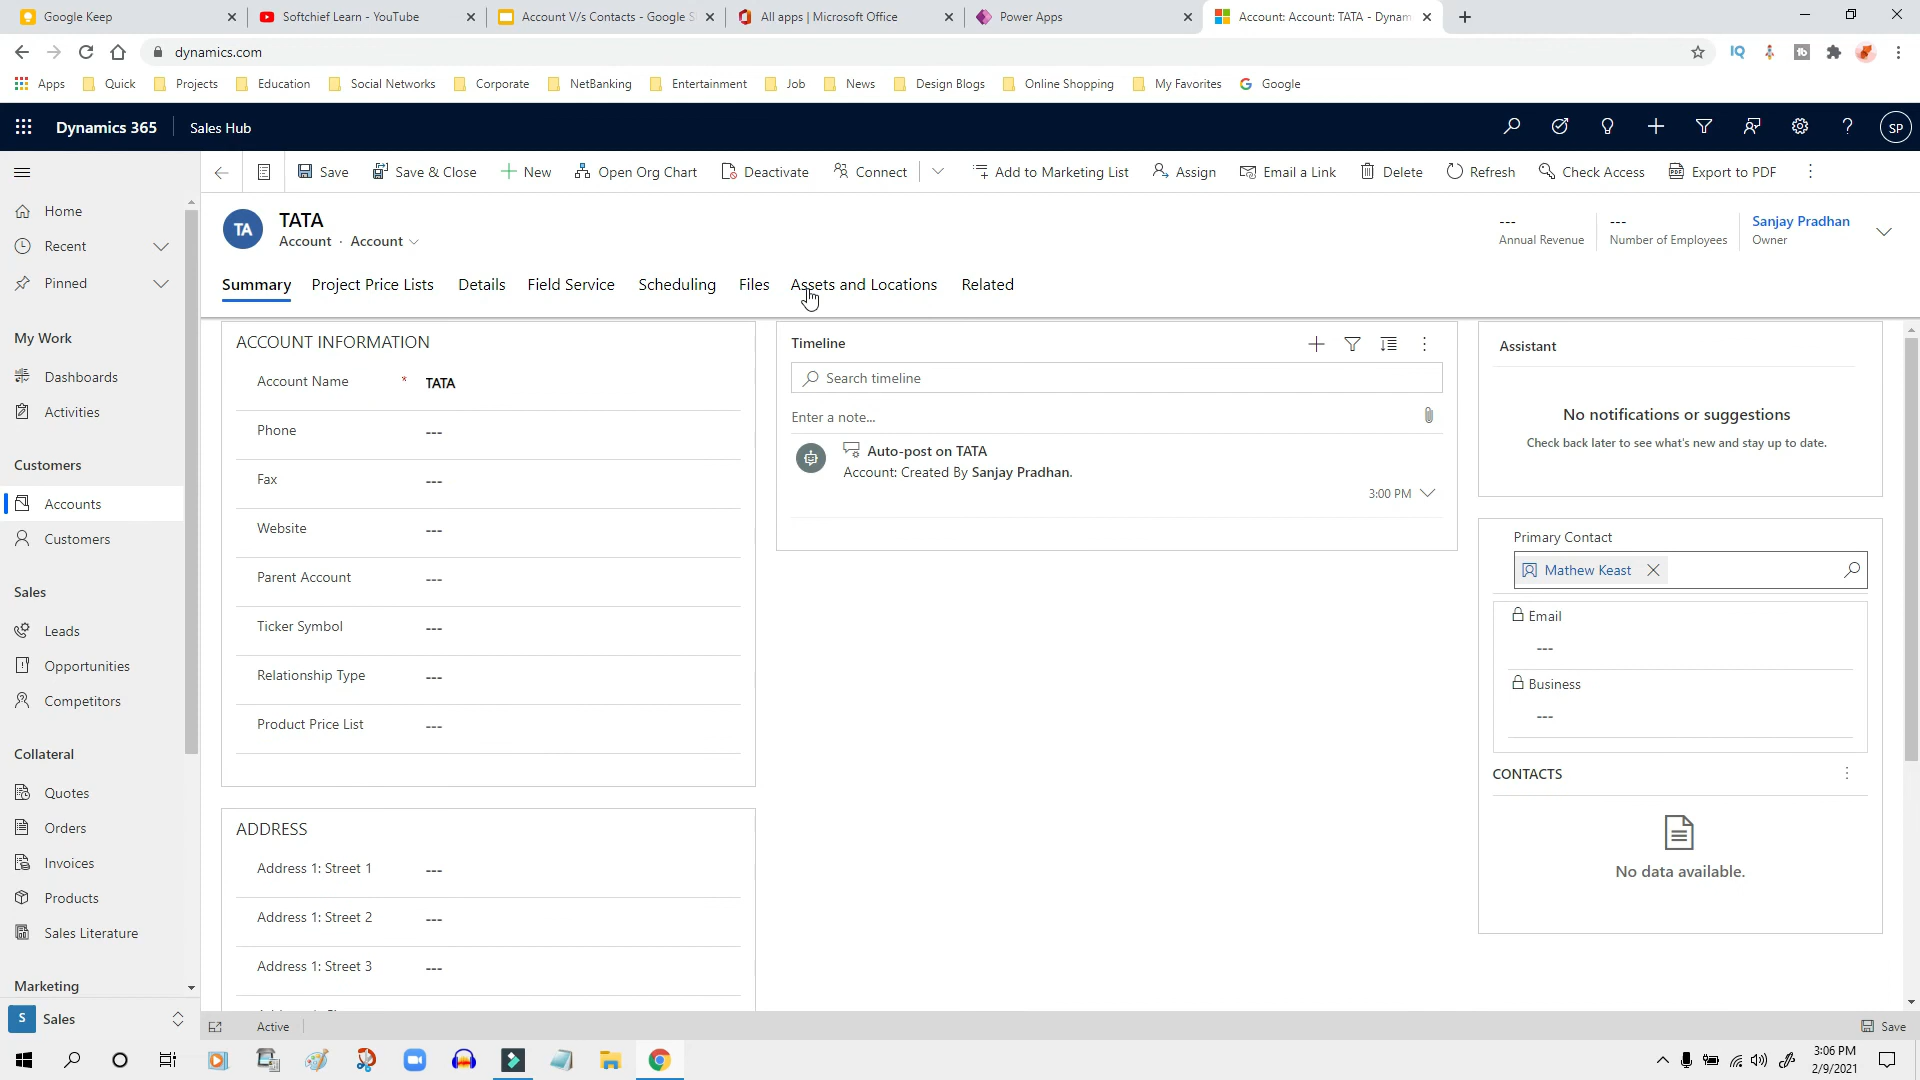 Google Keep
Softchief Learn - YouTube
Account V/s Contacts - Google S
All apps | Microsoft Office
Power Apps
Account: Account: TATA - Dynam
dynamics.com
Apps
Quick
Projects
Education
Social Networks
Corporate
NetBanking
Entertainment
Job
News
Design Blogs
Online Shopping
My Favorites
Google
Dynamics 365
Sales Hub
SP
Save
Save & Close
New
Open Org Chart
Deactivate
Connect
Add to Marketing List
Assign
Email a Link
Delete
Refresh
Check Access
Export to PDF
Home
Recent
Pinned
My Work
Dashboards
Activities
Customers
Accounts
Customers
Sales
Leads
Opportunities
Competitors
Collateral
Quotes
Orders
Invoices
Products
Sales Literature
Marketing
S Sales
TA
TATA
Account · Account
---
Annual Revenue
---
Number of Employees
Sanjay Pradhan
Owner
Summary
Project Price Lists
Details
Field Service
Scheduling
Files
Assets and Locations
Related
ACCOUNT INFORMATION
Account Name * TATA
Phone ---
Fax ---
Website ---
Parent Account ---
Ticker Symbol ---
Relationship Type ---
Product Price List ---
ADDRESS
Address 1: Street 1 ---
Address 1: Street 2 ---
Address 1: Street 3 ---
Timeline
Search timeline
Enter a note...
Auto-post on TATA
Account: Created By Sanjay Pradhan.
3:00 PM
Assistant
No notifications or suggestions
Check back later to see what's new and stay up to date.
Primary Contact
Mathew Keast
Email
---
Business
---
CONTACTS
No data available.
Active
Save
3:06 PM
2/9/2021